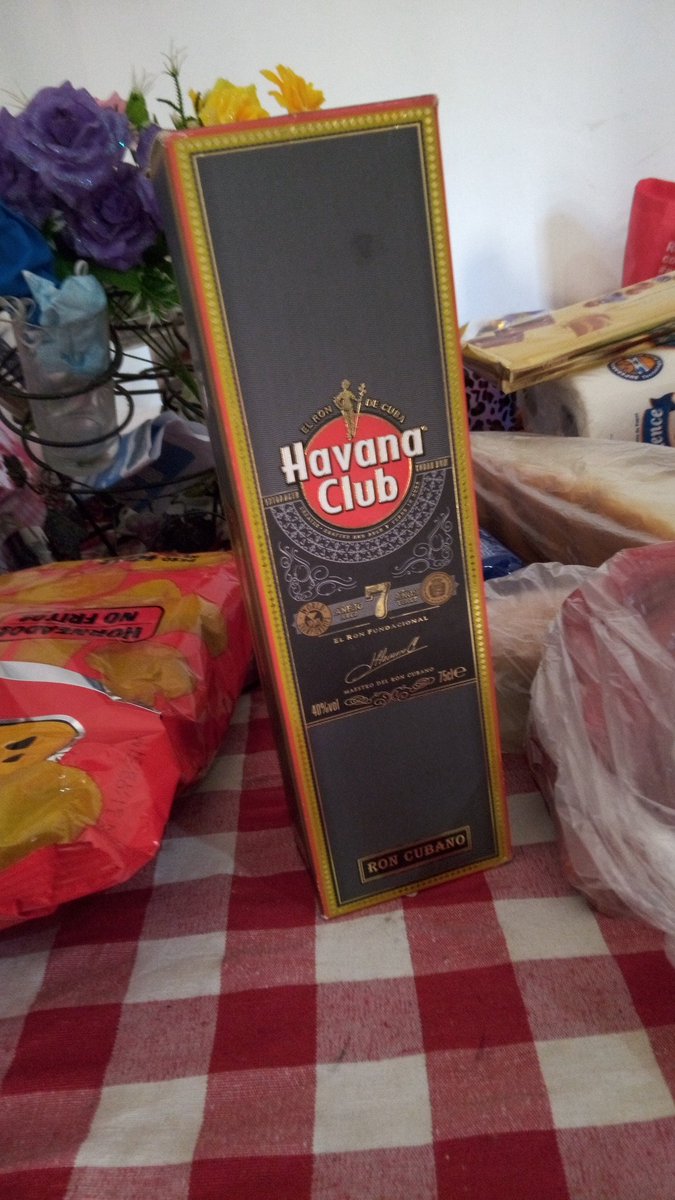 EL RON DE CUBA
Havana
Club
AÑEJO 7 AÑOS
EL RON FUNDACIONAL
MAESTRO DEL RON CUBANO
40%vol 75cl℮
RON CUBANO
HORNEADOS
NO FRITOS